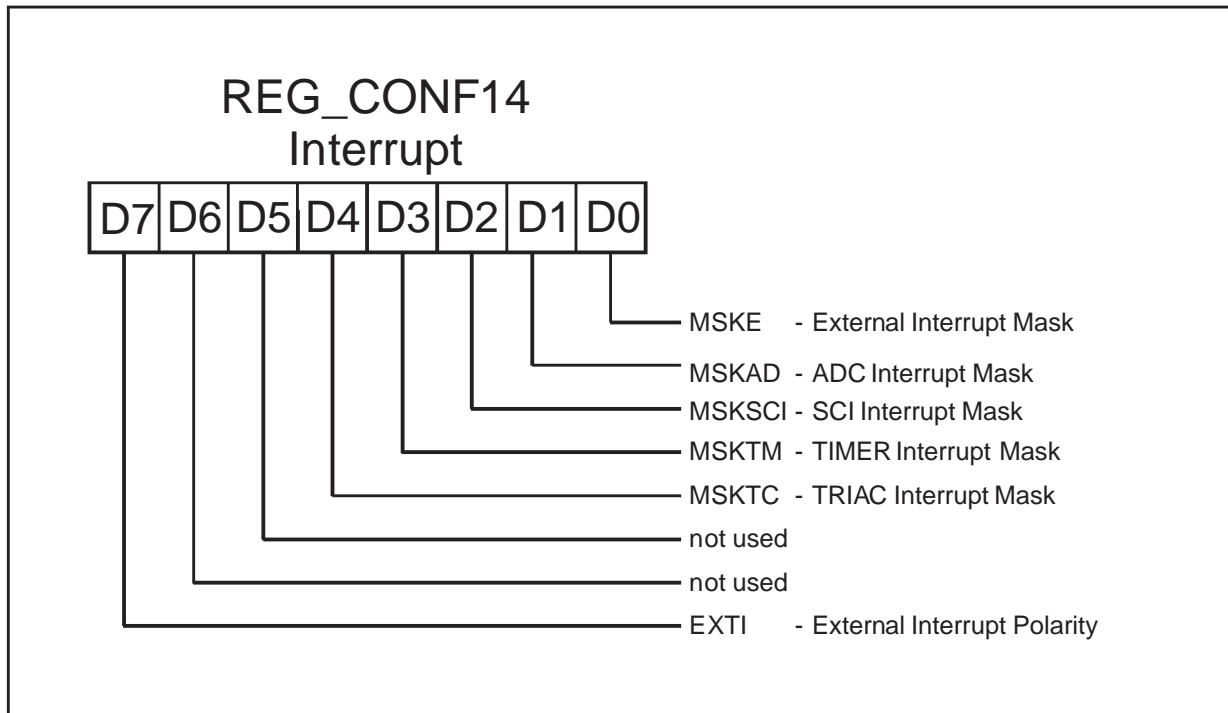 REG_CONF14
Interrupt
D7 D6 D5 D4 D3 D2 D1 D0
MSKE - External Interrupt Mask
MSKAD - ADC Interrupt Mask
MSKSCI - SCI Interrupt Mask
MSKTM - TIMER Interrupt Mask
MSKTC - TRIAC Interrupt Mask
not used
not used
EXTI - External Interrupt Polarity